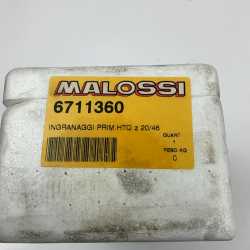 MALOSSI
6711360
INGRANAGGI PRIM.HTQ z 20/46
QUANT
1
PESO KG
0